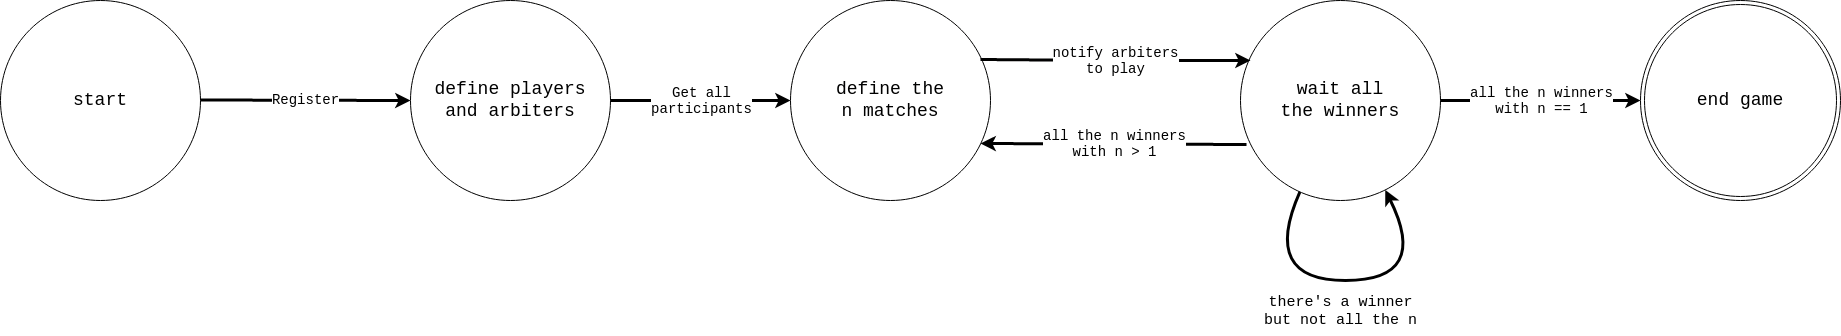 start
Register
define players
and arbiters
Get all
participants
define the
n matches
notify arbiters
to play
all the n winners
with n > 1
wait all
the winners
there's a winner
but not all the n
all the n winners
with n == 1
end game